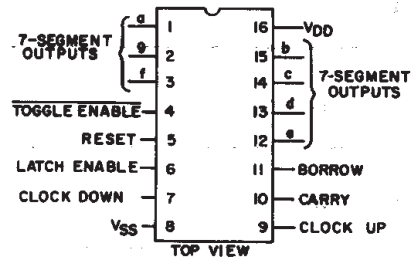 a 1 16 VDD
7-SEGMENT OUTPUTS g 2 15 b
f 3 14 c 7-SEGMENT OUTPUTS
TOGGLE ENABLE 4 13 d
RESET 5 12 e
LATCH ENABLE 6 11 BORROW
CLOCK DOWN 7 10 CARRY
VSS 8 9 CLOCK UP
TOP VIEW